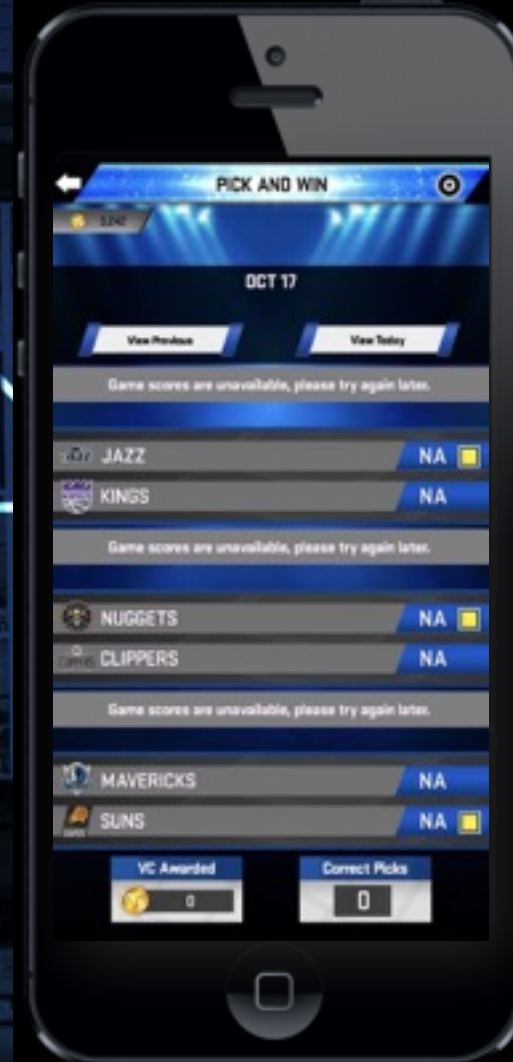 PICK AND WIN
OCT 17
View Previous View Today
Game scores are unavailable, please try again later.
JAZZ NA
KINGS NA
Game scores are unavailable, please try again later.
NUGGETS NA
CLIPPERS NA
Game scores are unavailable, please try again later.
MAVERICKS NA
SUNS NA
VC Awarded Correct Picks
0 0